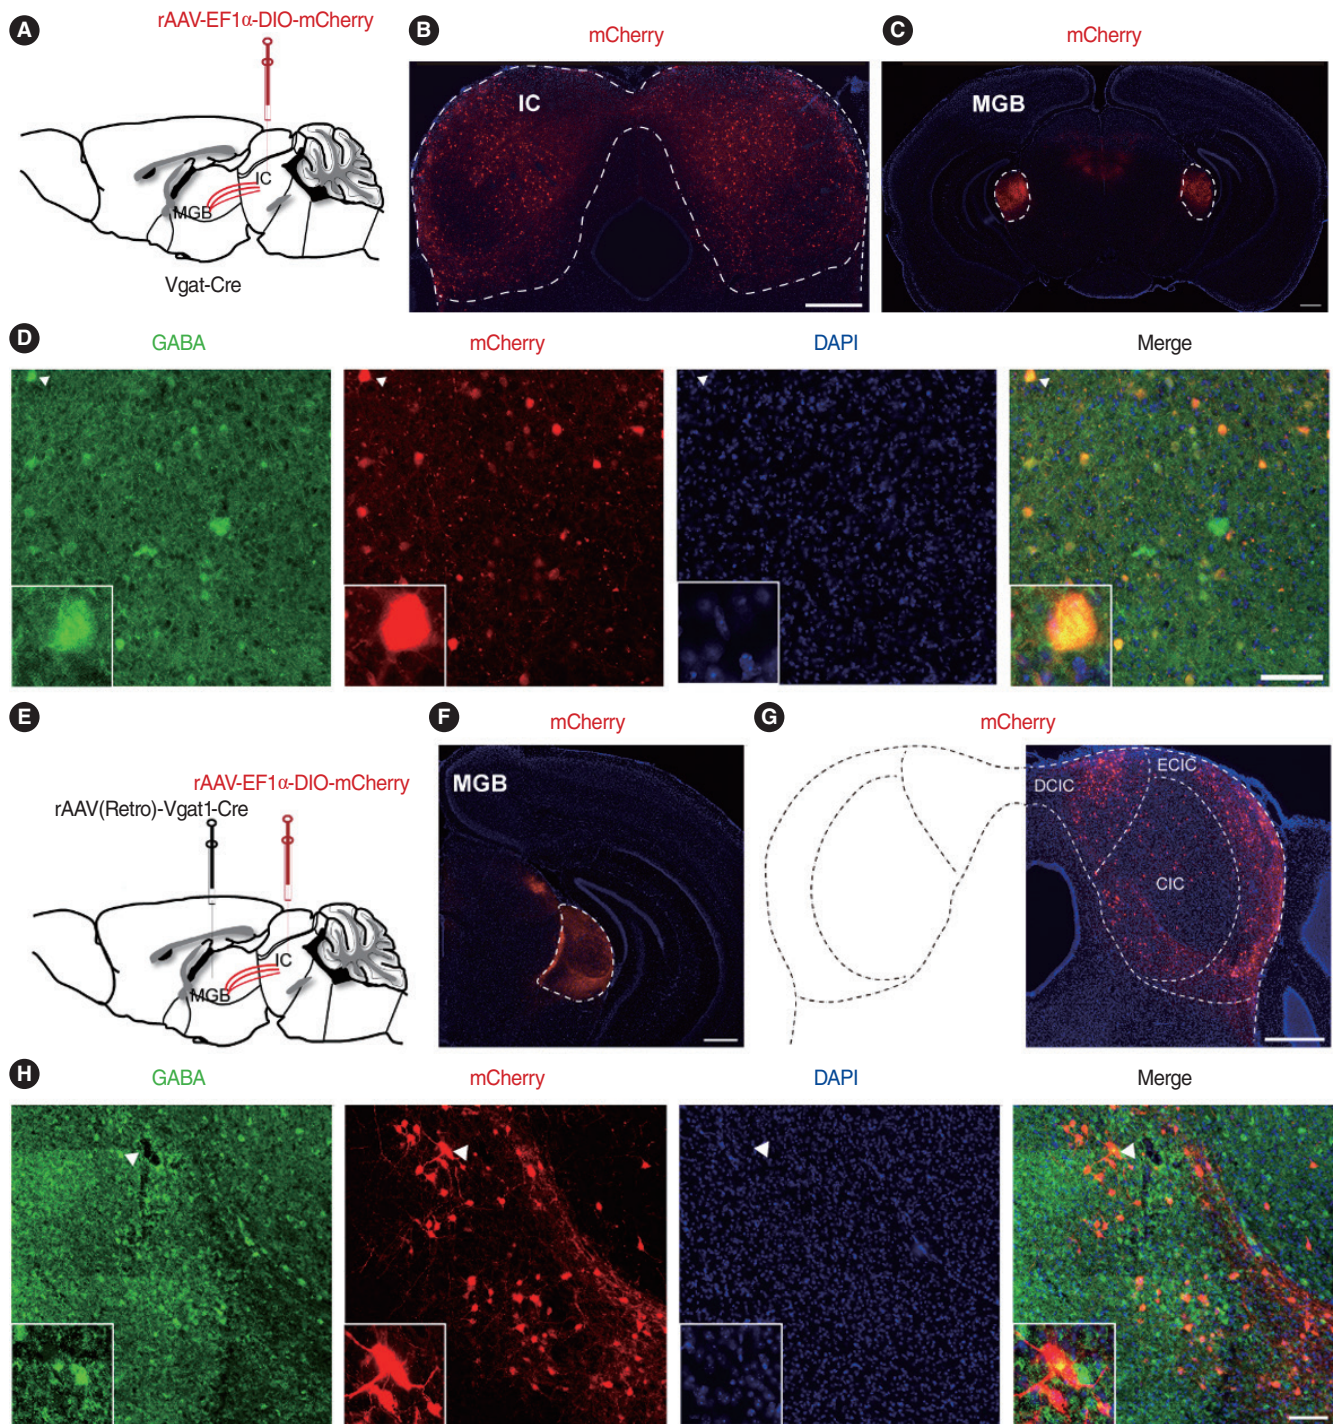 A
rAAV-EF1α-DIO-mCherry
IC
MGB
Vgat-Cre
B
mCherry
IC
C
mCherry
MGB
D
GABA
mCherry
DAPI
Merge
E
rAAV-EF1α-DIO-mCherry
rAAV(Retro)-Vgat1-Cre
IC
MGB
F
mCherry
MGB
G
mCherry
ECIC
DCIC
CIC
H
GABA
mCherry
DAPI
Merge